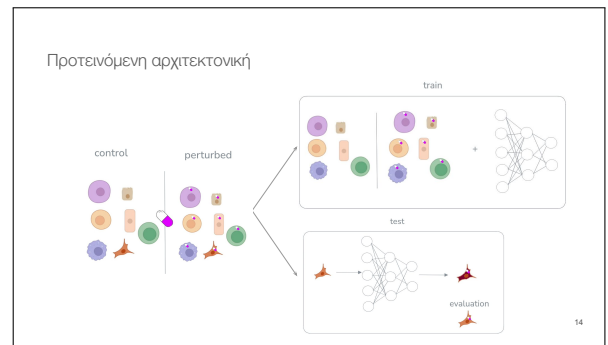 Προτεινόμενη αρχιτεκτονική
train
control
perturbed
+
test
evaluation
14